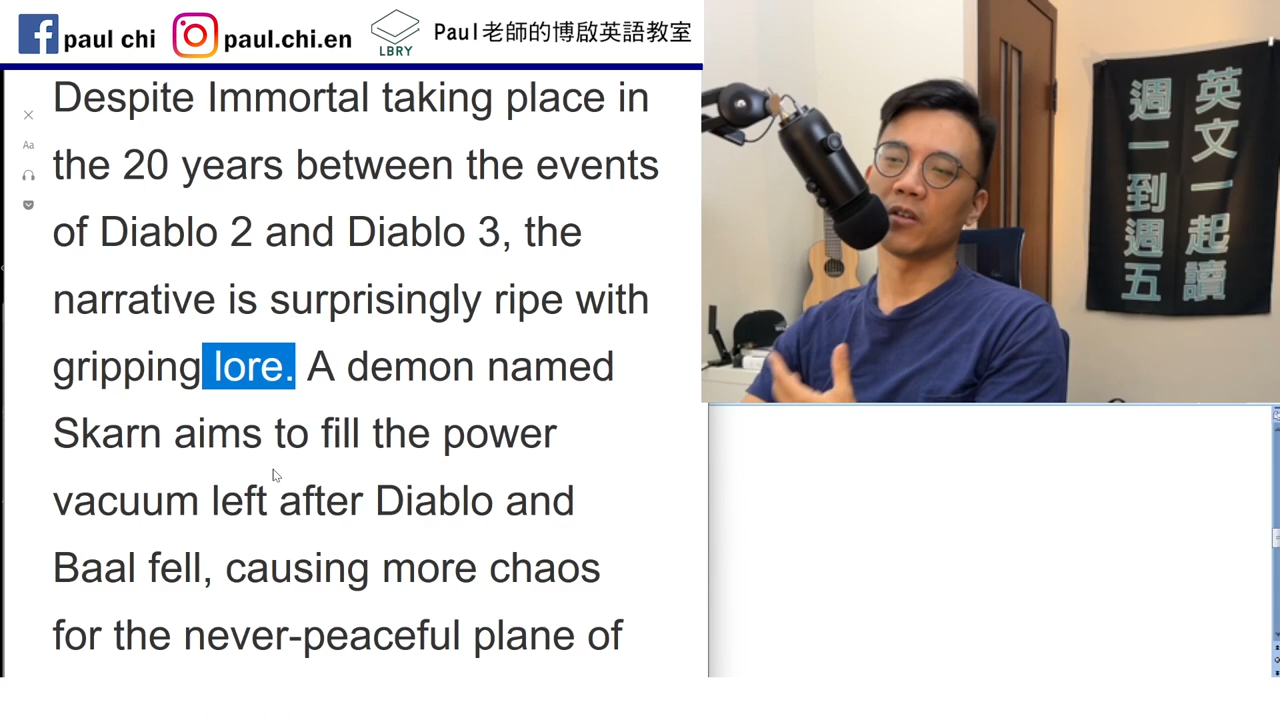 paul chi
paul.chi.en
LBRY
Paul老師的博啟英語教室
Despite Immortal taking place in
the 20 years between the events
of Diablo 2 and Diablo 3, the
narrative is surprisingly ripe with
gripping lore. A demon named
Skarn aims to fill the power
vacuum left after Diablo and
Baal fell, causing more chaos
for the never-peaceful plane of
Aa
英文一起讀
週一到週五